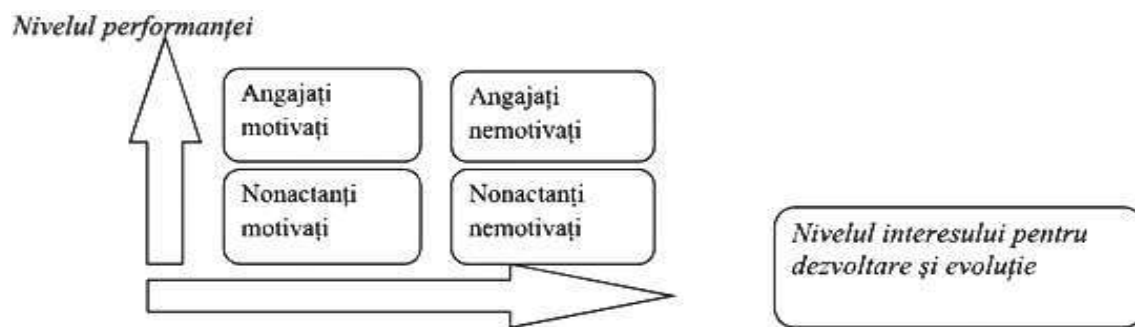 Nivelul performanței
Angajați
motivați
Angajați
nemotivați
Nonactanți
motivați
Nonactanți
nemotivați
Nivelul interesului pentru
dezvoltare și evoluție